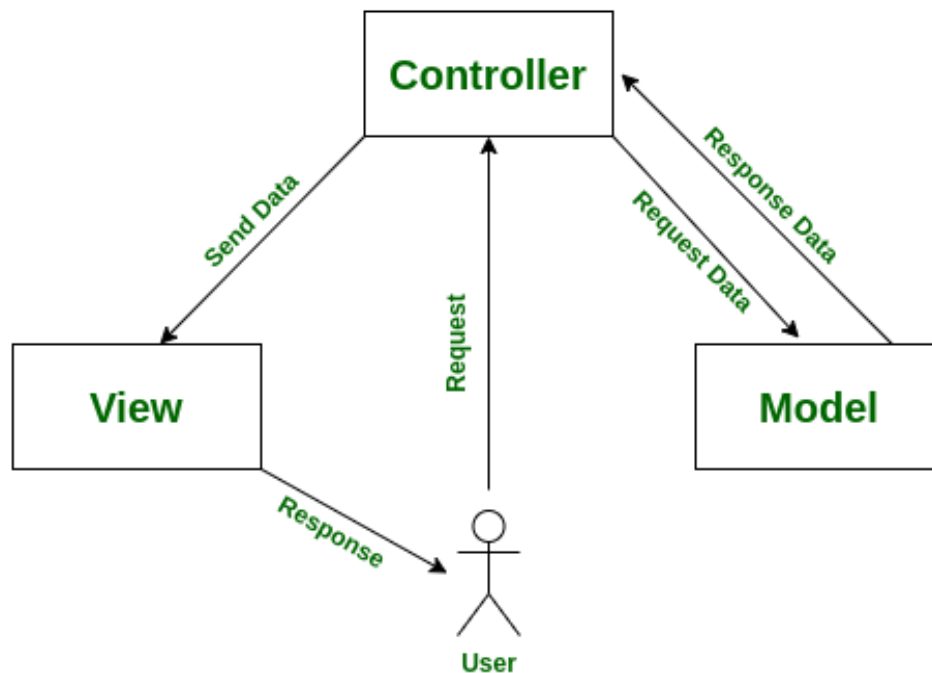 Controller
Send Data
Request
Request Data
Response Data
View
Model
Response
User